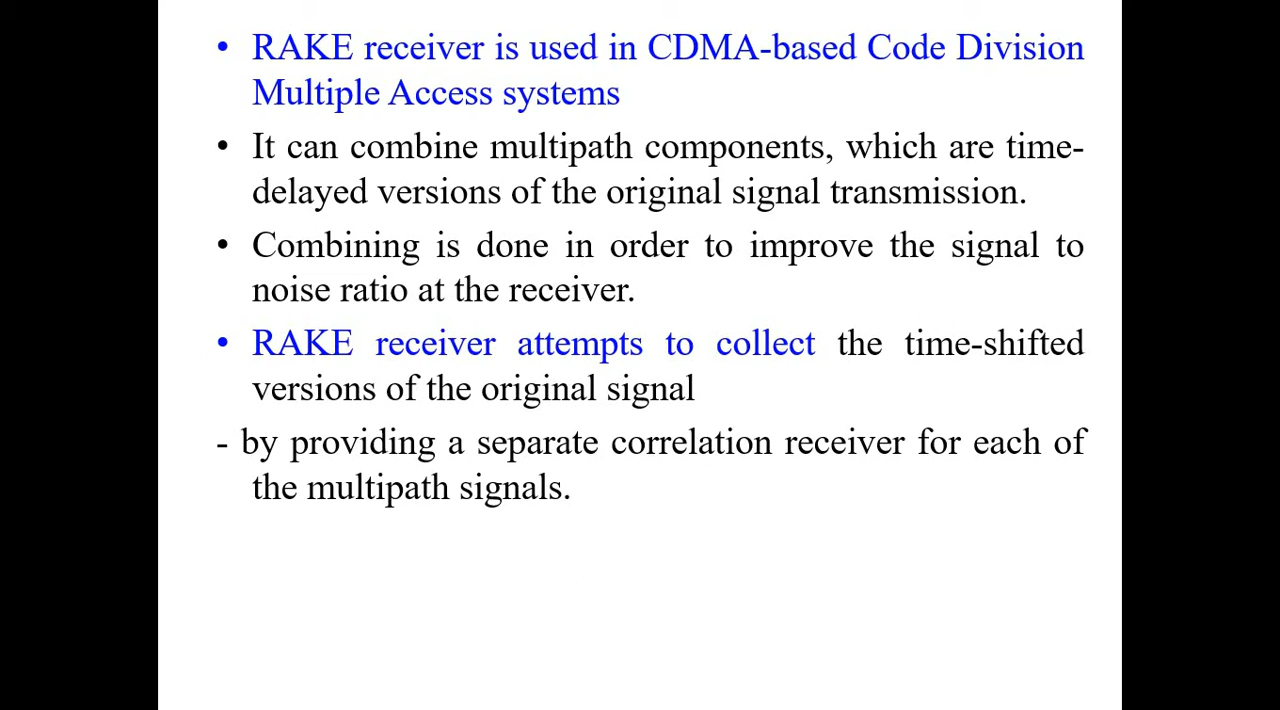 • RAKE receiver is used in CDMA-based Code Division
Multiple Access systems
• It can combine multipath components, which are time-
delayed versions of the original signal transmission.
• Combining is done in order to improve the signal to
noise ratio at the receiver.
• RAKE receiver attempts to collect the time-shifted
versions of the original signal
- by providing a separate correlation receiver for each of
the multipath signals.